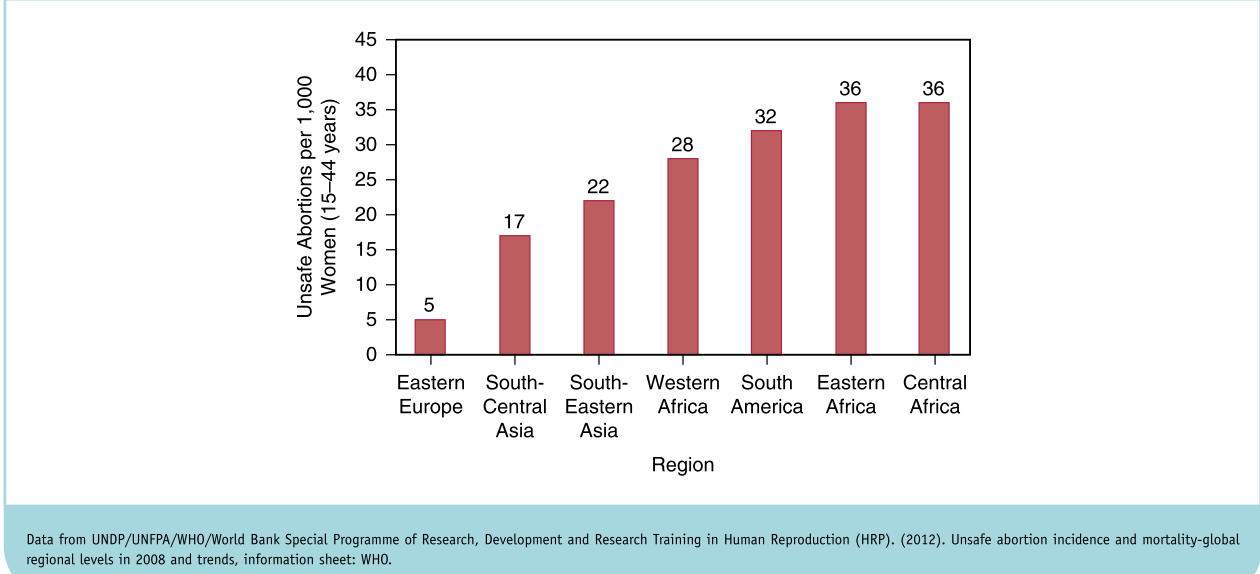 Unsafe Abortions per 1,000
Women (15–44 years)
45
40
35
30
25
20
15
10
5
0
5
17
22
28
32
36
36
Eastern
Europe
South-
Central
Asia
South-
Eastern
Asia
Western
Africa
South
America
Eastern
Africa
Central
Africa
Region
Data from UNDP/UNFPA/WHO/World Bank Special Programme of Research, Development and Research Training in Human Reproduction (HRP). (2012). Unsafe abortion incidence and mortality-global
regional levels in 2008 and trends, information sheet: WHO.